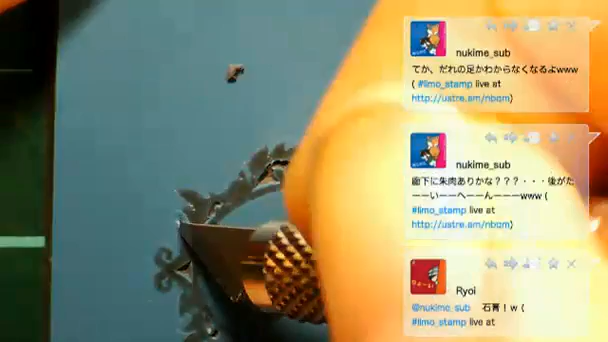 nukime_sub
てか、だれの足かわからなくなるよwww
( #limo_stamp live at
http://ustre.am/nbqm)
nukime_sub
廊下に朱肉ありかな？？？・・・後がた
ーーいーーへーーんーーーwww (
#limo_stamp live at
http://ustre.am/nbqm)
Ryoi
@nukime_sub 石膏！w (
#limo_stamp live at